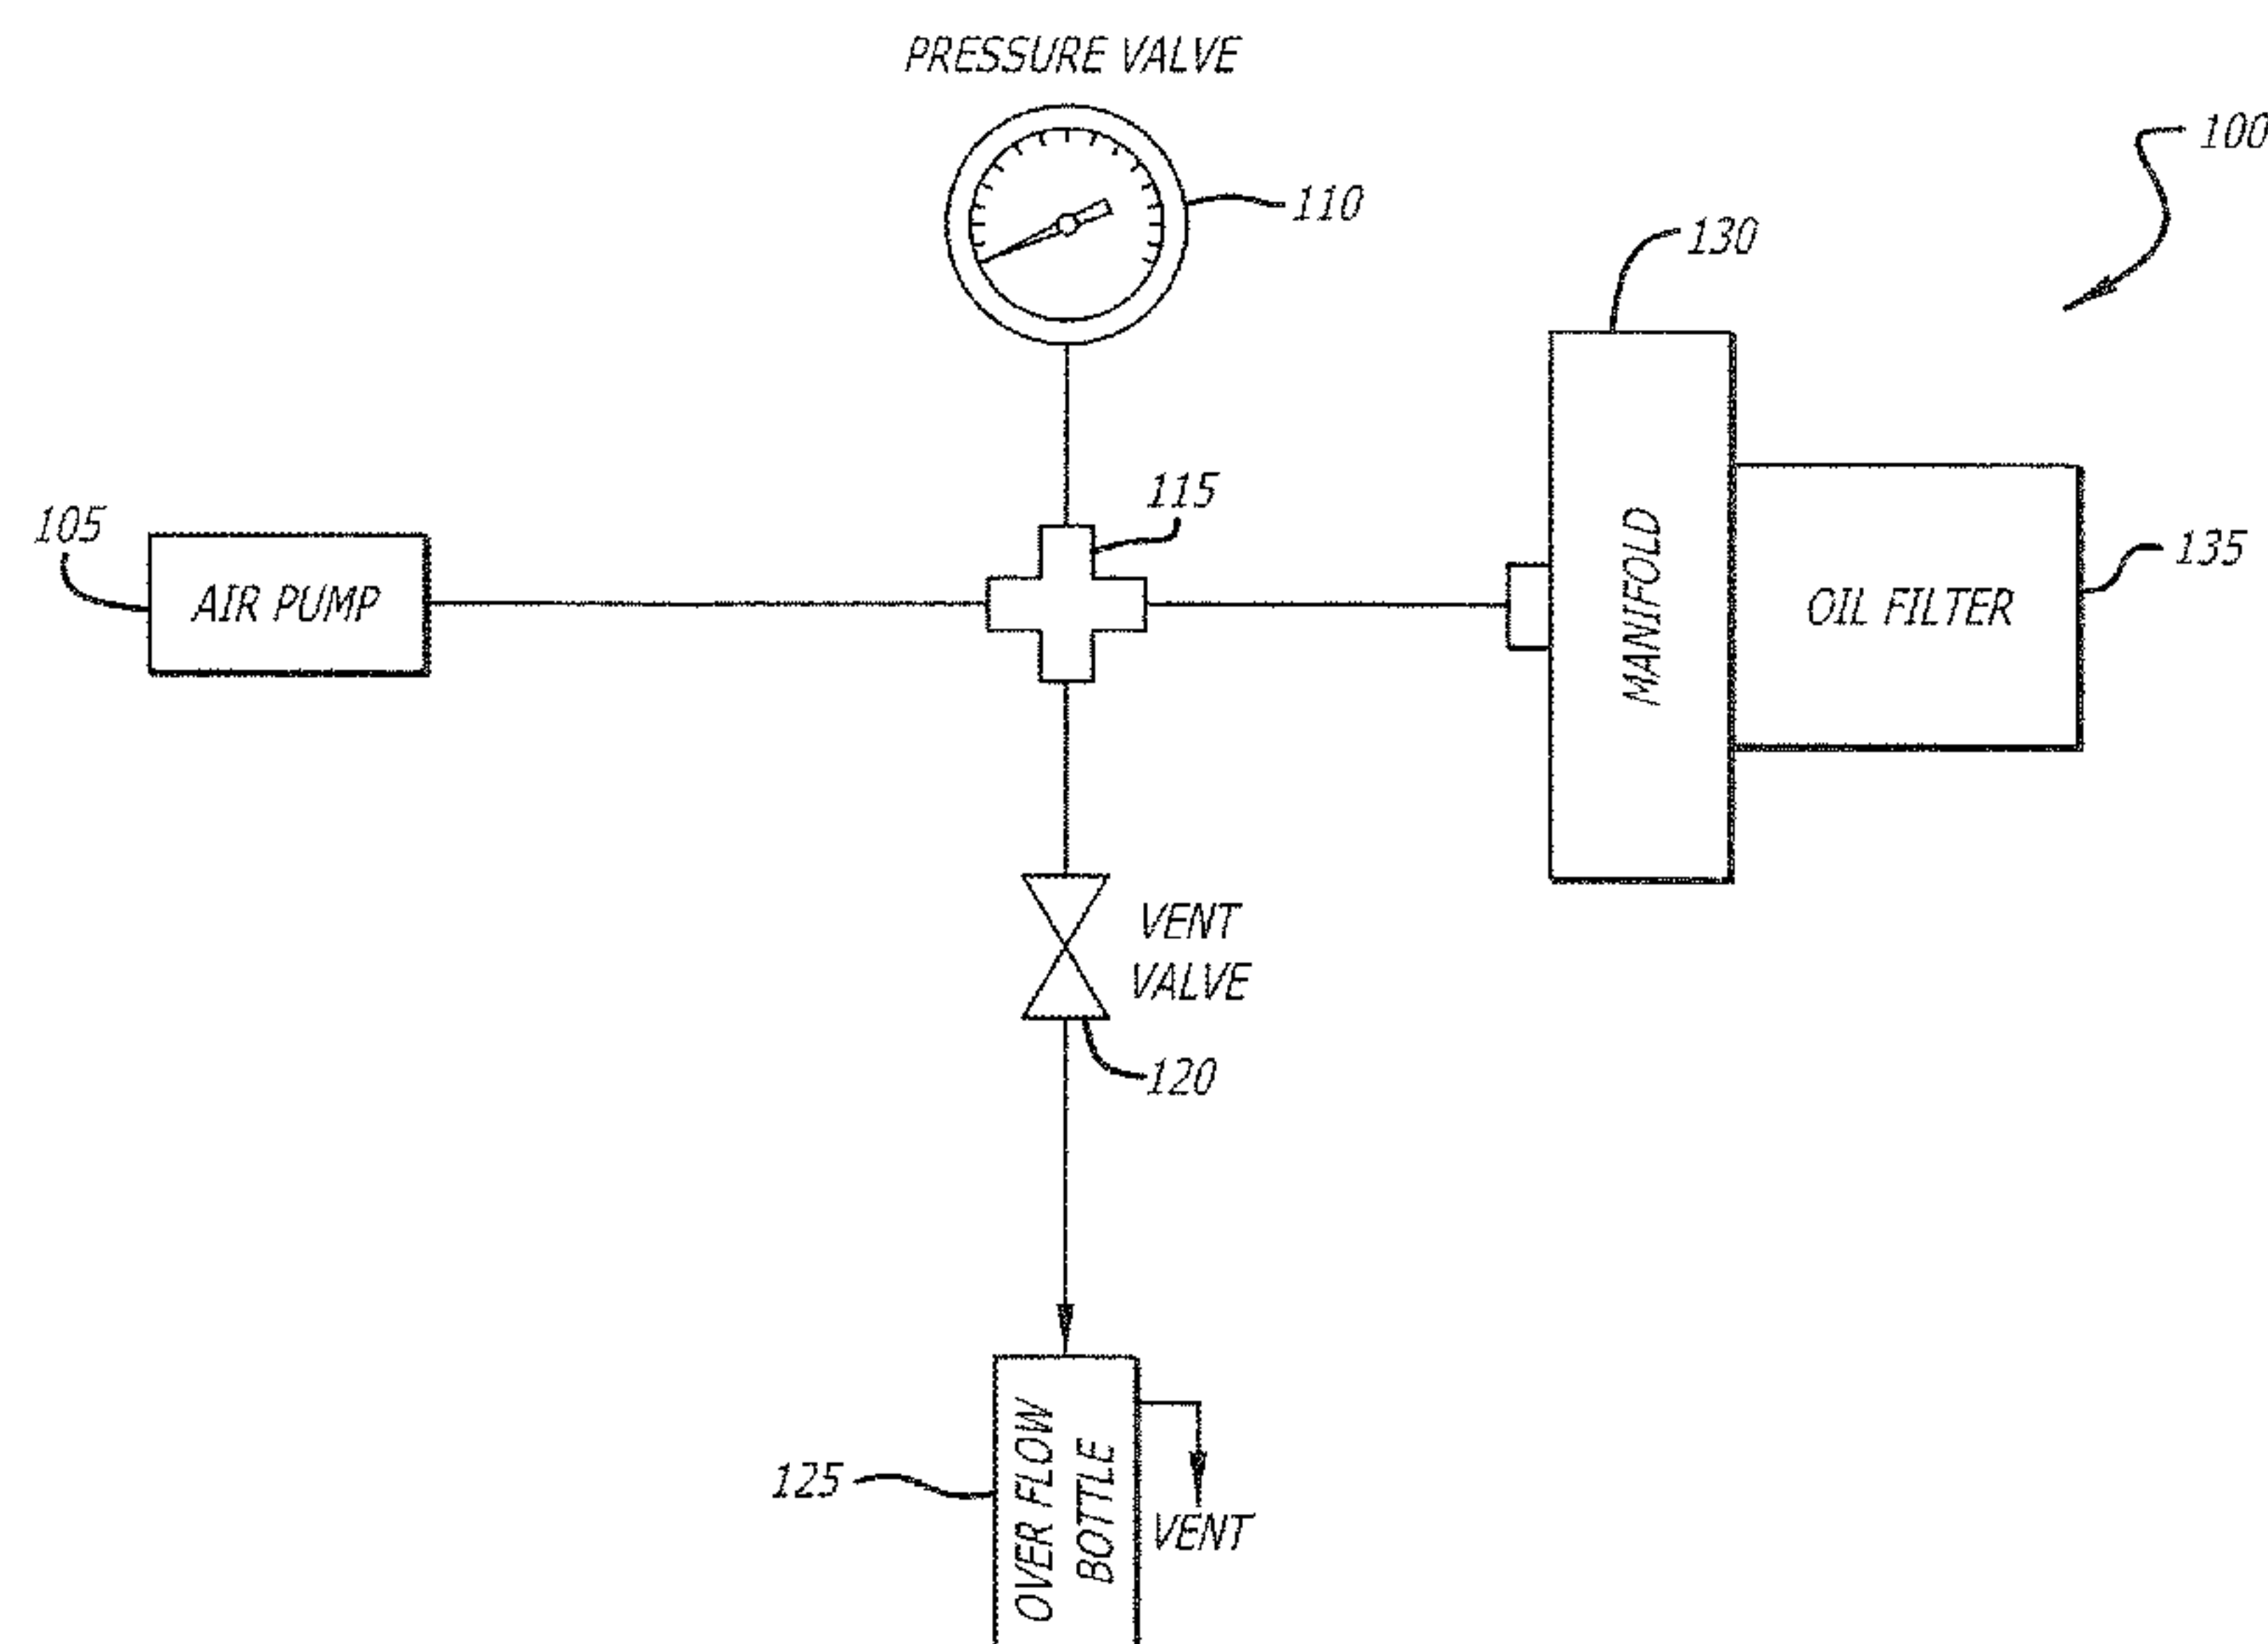 PRESSURE VALVE
100
110
130
115
105
AIR PUMP
MANIFOLD
OIL FILTER
135
VENT
VALVE
120
125
OVER FLOW
BOTTLE
VENT